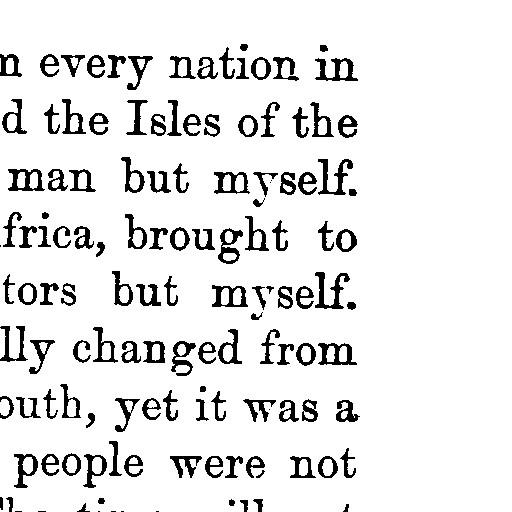 every nation in
d the Isles of the
man but myself.
frica, brought to
tors but myself.
lly changed from
outh, yet it was a
people were not